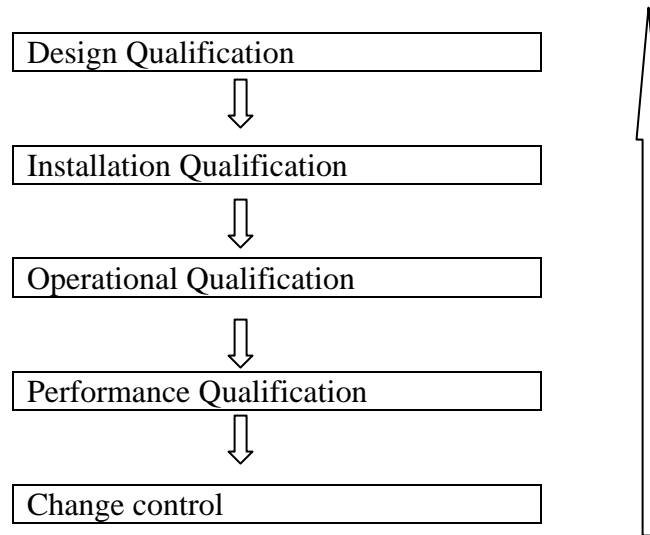 Design Qualification
Installation Qualification
Operational Qualification
Performance Qualification
Change control